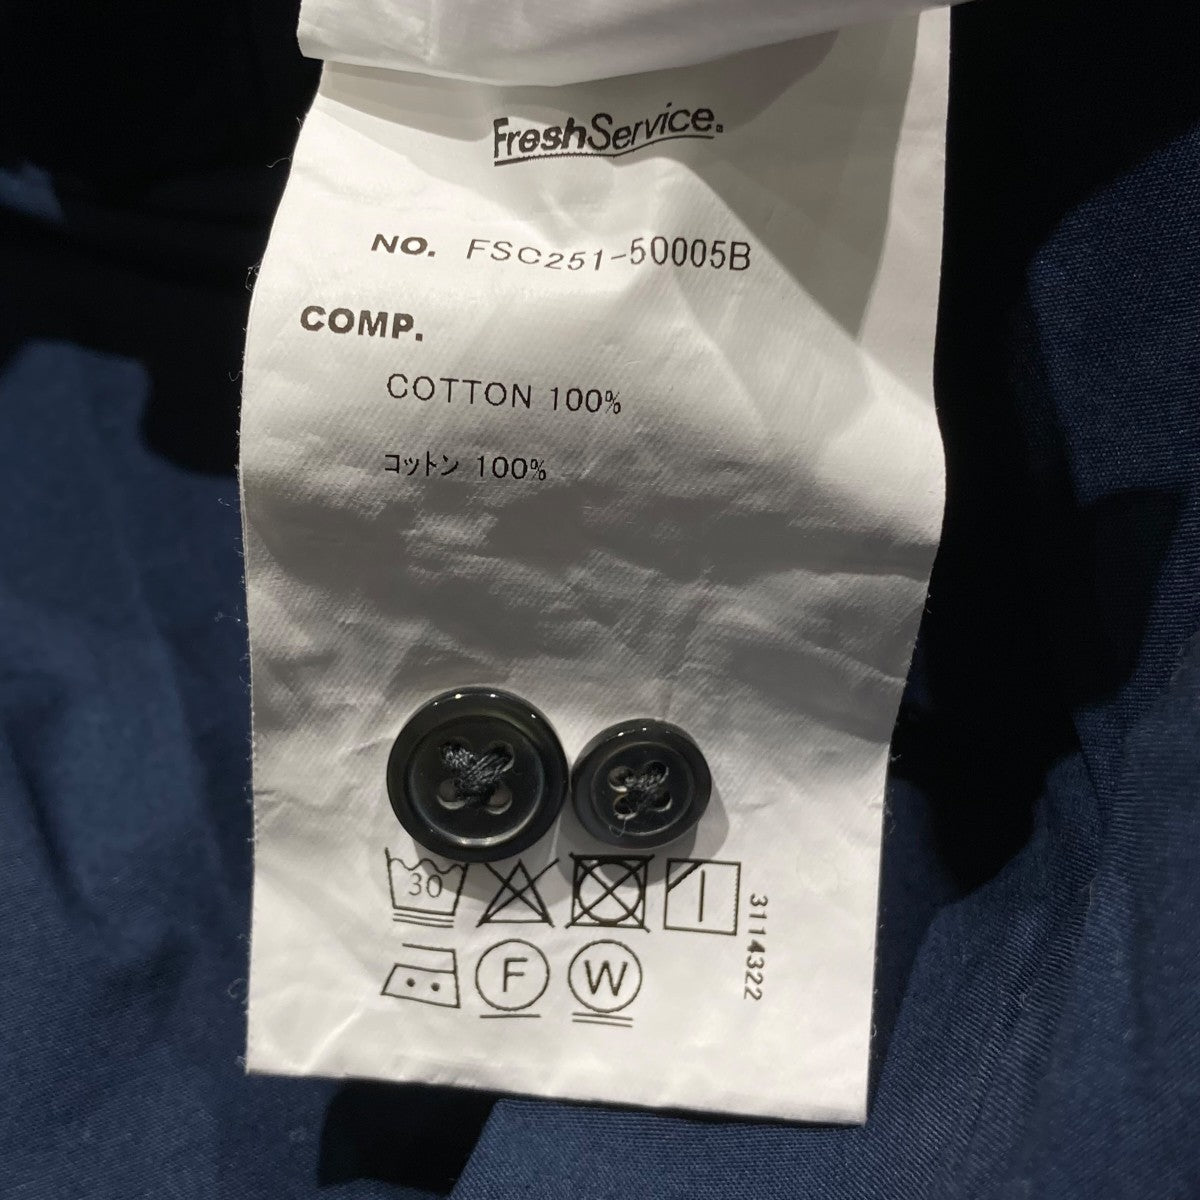 FreshService®
NO. FSC251-50005B
COMP.
COTTON 100%
コットン 100%
30
F W
3114322